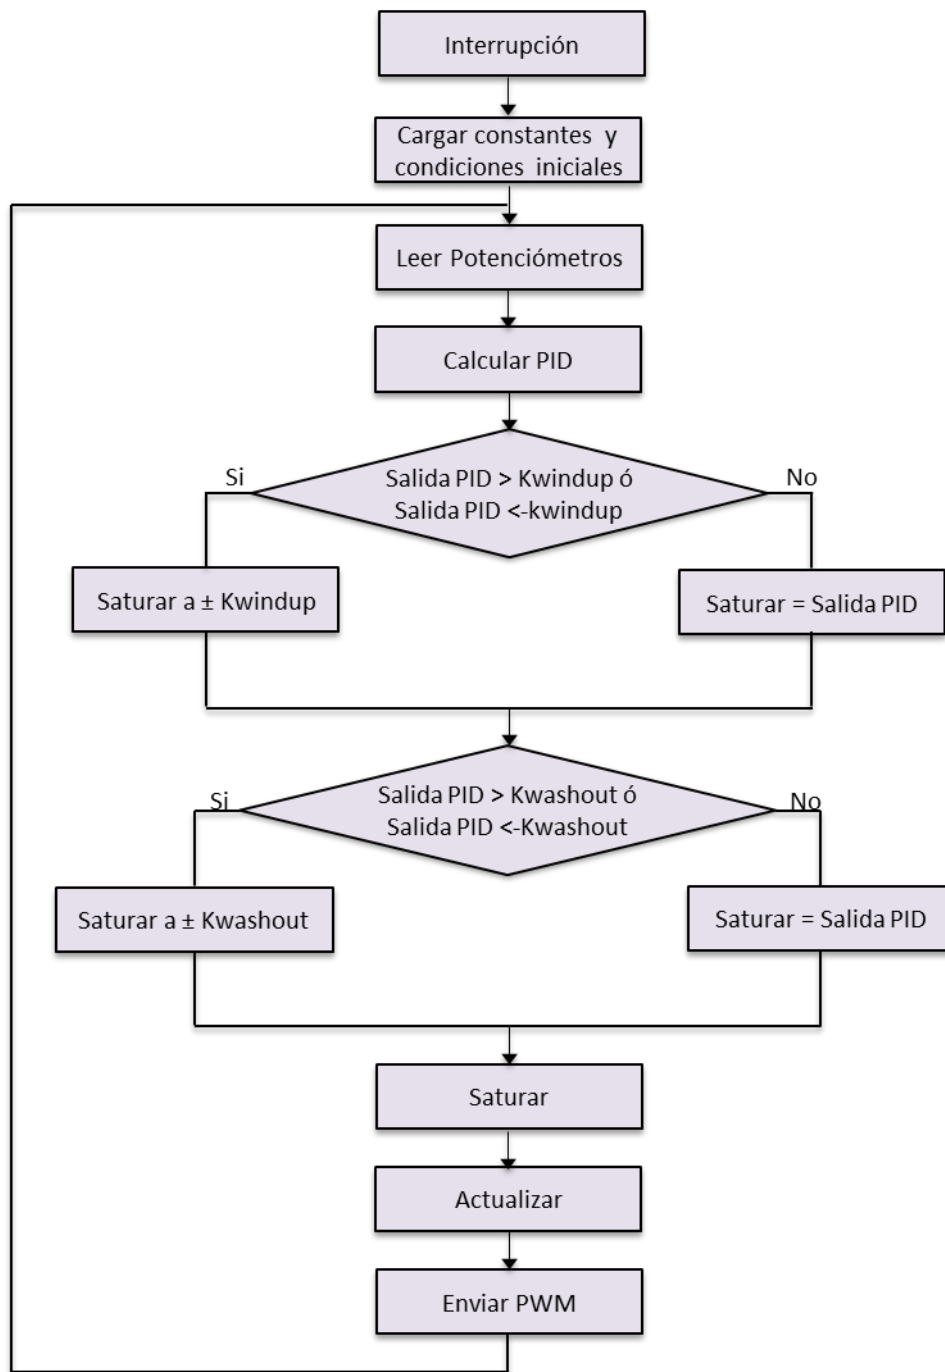 Interrupción
Cargar constantes y
condiciones iniciales
Leer Potenciómetros
Calcular PID
Salida PID > Kwindup ó
Salida PID <-kwindup
Si
No
Saturar a ± Kwindup
Saturar = Salida PID
Salida PID > Kwashout ó
Salida PID <-Kwashout
Si
No
Saturar a ± Kwashout
Saturar = Salida PID
Saturar
Actualizar
Enviar PWM